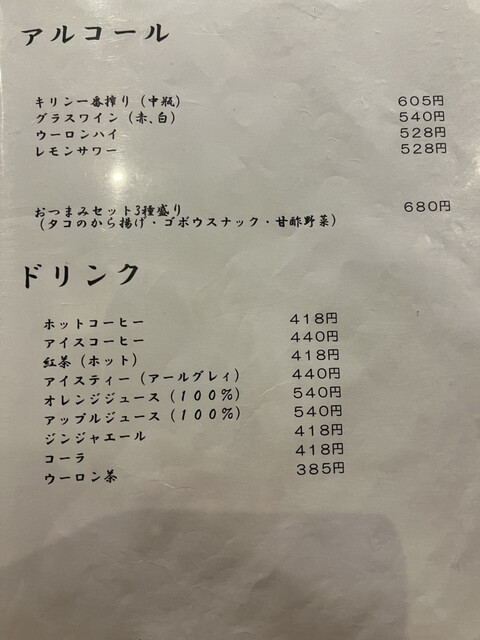 アルコール
キリン一番搾り（中瓶） 605円
グラスワイン（赤、白） 540円
ウーロンハイ 528円
レモンサワー 528円
おつまみセット3種盛り 680円
（タコのから揚げ・ゴボウスナック・甘酢野菜）
ドリンク
ホットコーヒー 418円
アイスコーヒー 440円
紅茶（ホット） 418円
アイスティー（アールグレイ） 440円
オレンジジュース（100%） 540円
アップルジュース（100%） 540円
ジンジャエール 418円
コーラ 418円
ウーロン茶 385円